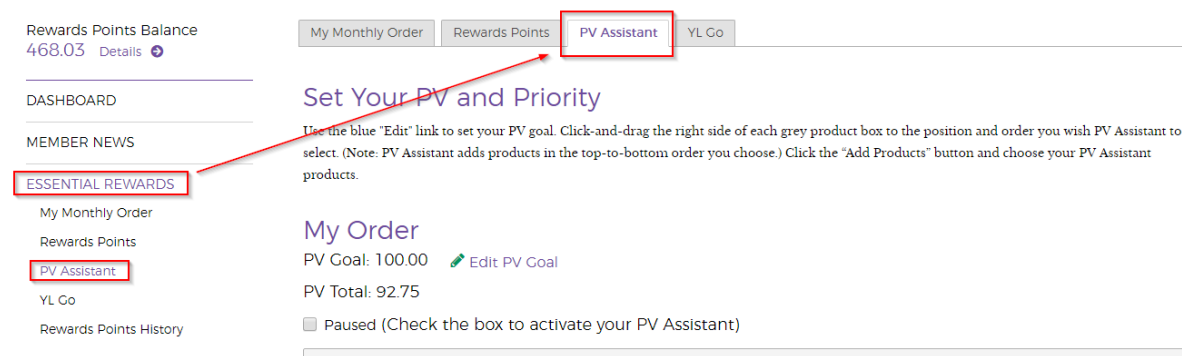 Rewards Points Balance
468.03 Details
DASHBOARD
MEMBER NEWS
ESSENTIAL REWARDS
My Monthly Order
Rewards Points
PV Assistant
YL Go
Rewards Points History
My Monthly Order Rewards Points PV Assistant YL Go
Set Your PV and Priority
Use the blue "Edit" link to set your PV goal. Click-and-drag the right side of each grey product box to the position and order you wish PV Assistant to
select. (Note: PV Assistant adds products in the top-to-bottom order you choose.) Click the “Add Products” button and choose your PV Assistant
products.
My Order
PV Goal: 100.00 Edit PV Goal
PV Total: 92.75
Paused (Check the box to activate your PV Assistant)